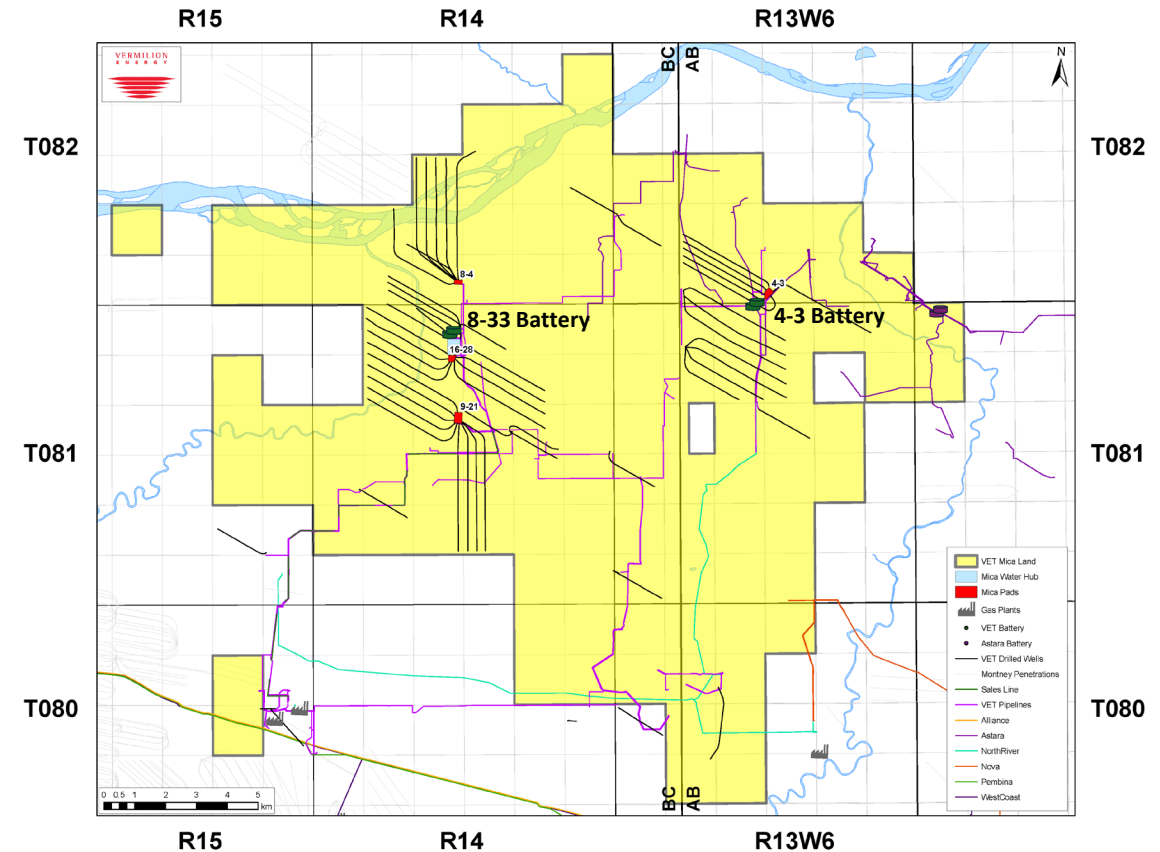 R15 R14 R13W6
VERMILION
ENERGY
BC
AB
N
T082 T082
8-4
4-3
8-33 Battery
4-3 Battery
16-28
9-21
T081 T081
VET Mica Land
Mica Water Hub
Mica Pads
Gas Plants
VET Battery
Astara Battery
VET Drilled Wells
Montney Penetrations
Sales Line
VET Pipelines
Alliance
Astara
NorthRiver
Nova
Pembina
WestCoast
T080 T080
0 0.5 1 2 3 4 5
km
BC
AB
R15 R14 R13W6